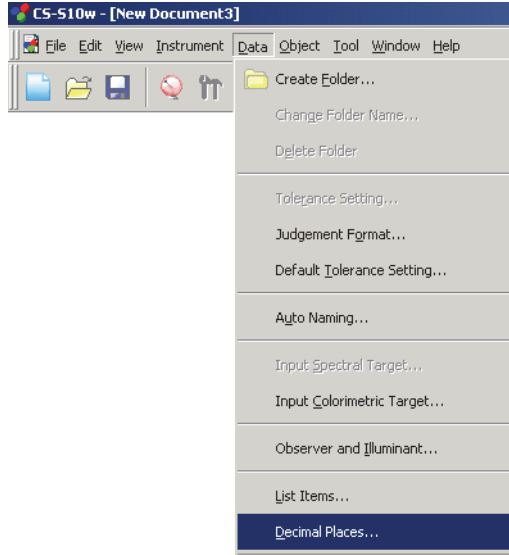 CS-S10w - [New Document3]
File Edit View Instrument Data Object Tool Window Help
Create Folder...
Change Folder Name...
Delete Folder
Tolerance Setting...
Judgement Format...
Default Tolerance Setting...
Auto Naming...
Input Spectral Target...
Input Colorimetric Target...
Observer and Illuminant...
List Items...
Decimal Places...